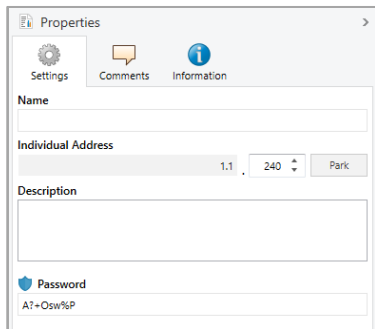 Properties
Settings Comments Information
Name
Individual Address
1.1 . 240 Park
Description
Password
A?+Osw%P